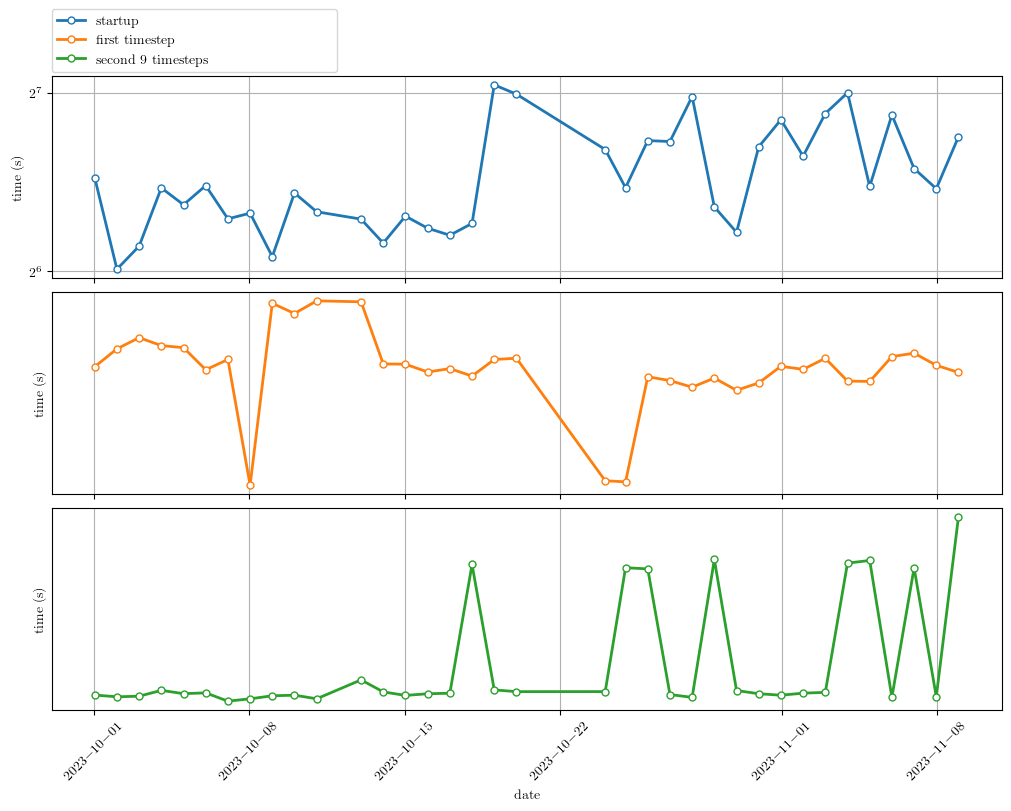 startup
first timestep
second 9 timesteps
2^7
time (s)
2^6
time (s)
time (s)
2023−10−01
2023−10−08
2023−10−15
2023−10−22
2023−11−01
2023−11−08
date